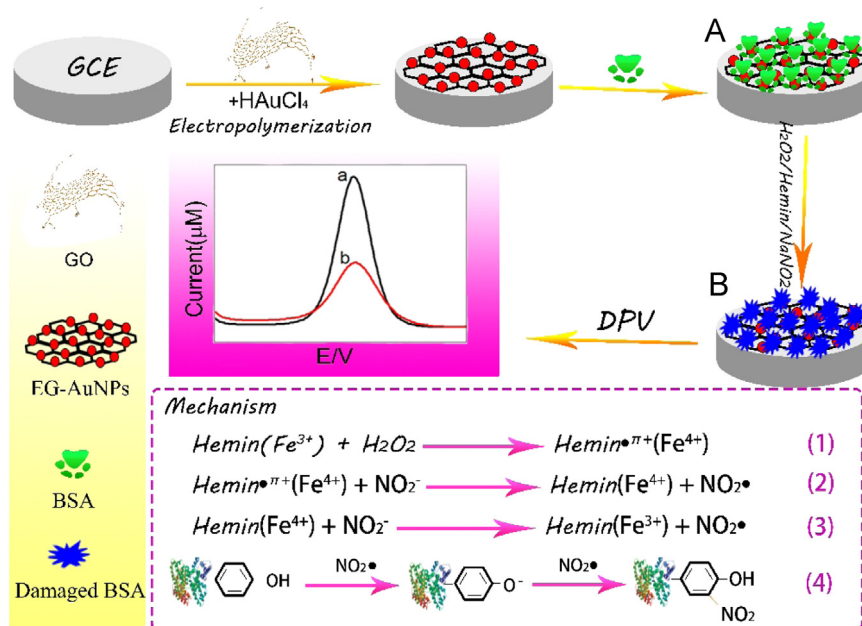 GCE
+HAuCl₄
Electropolymerization
A
H₂O₂/Hemin/NaNO₂
B
DPV
a
b
Current(μM)
E/V
GO
EG-AuNPs
BSA
Damaged BSA
Mechanism
Hemin(Fe³⁺) + H₂O₂ Hemin•π⁺(Fe⁴⁺) (1)
Hemin•π⁺(Fe⁴⁺) + NO₂⁻ Hemin(Fe⁴⁺) + NO₂• (2)
Hemin(Fe⁴⁺) + NO₂⁻ Hemin(Fe³⁺) + NO₂• (3)
OH NO₂• O⁻ NO₂• OH (4)
NO₂